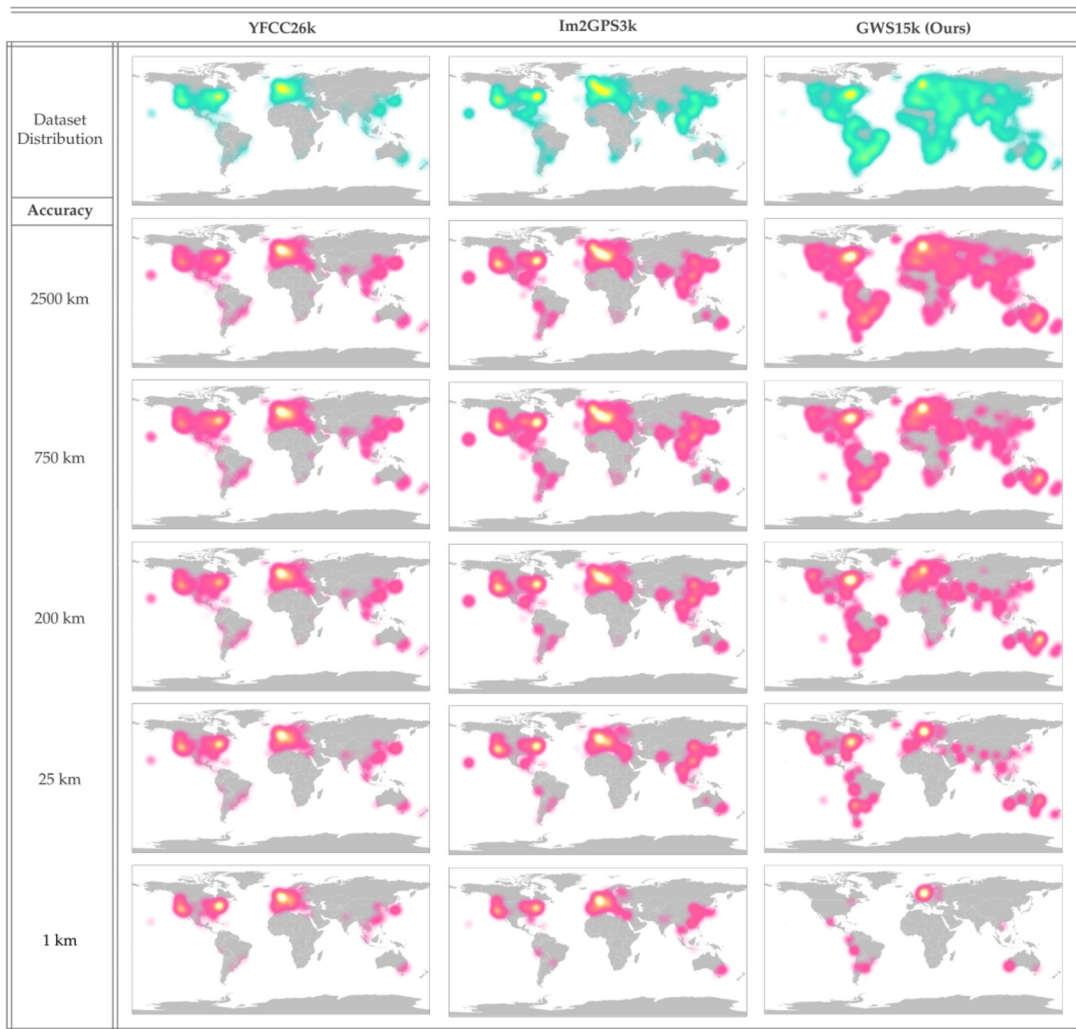 YFCC26k Im2GPS3k GWS15k (Ours)
Dataset
Distribution
Accuracy
2500 km
750 km
200 km
25 km
1 km